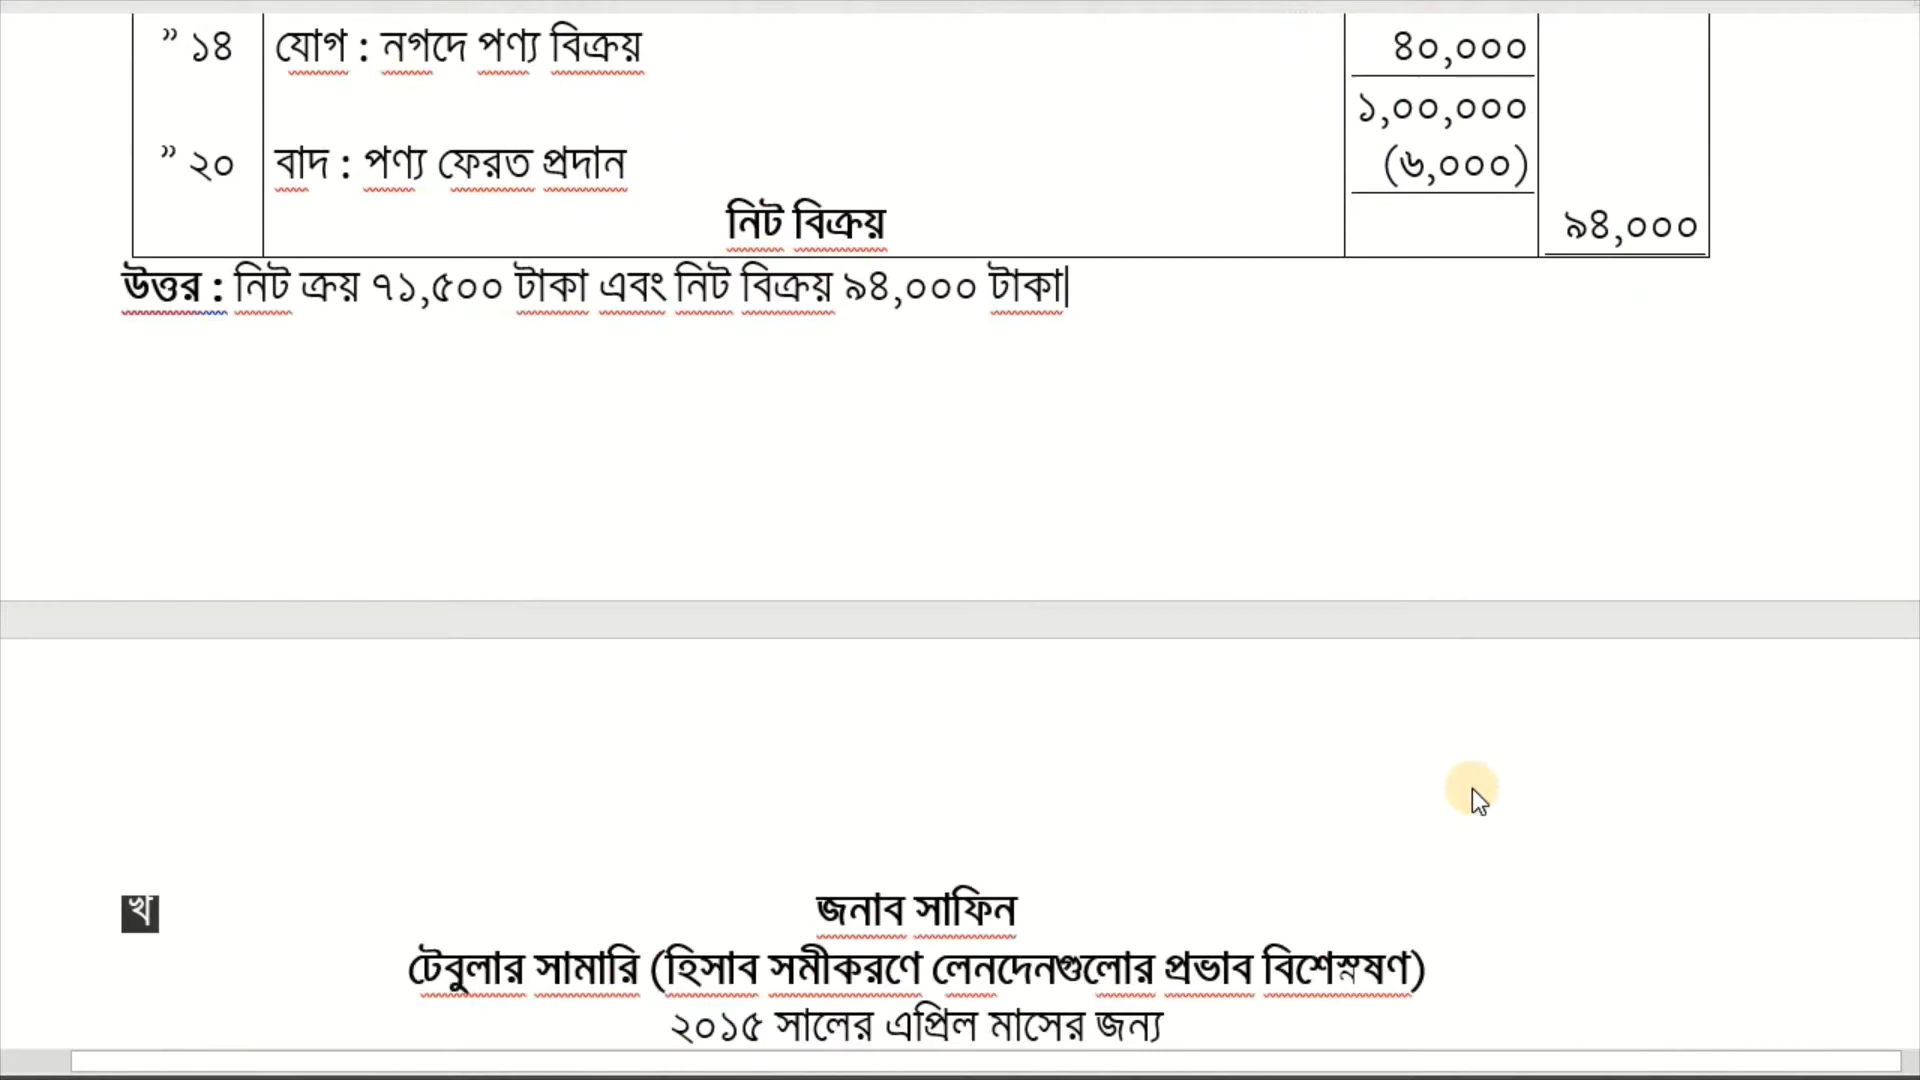 ” ১৪ যোগ : নগদে পণ্য বিক্রয় ৪০,০০০
১,০০,০০০
” ২০ বাদ : পণ্য ফেরত প্রদান (৬,০০০)
নিট বিক্রয় ৯৪,০০০
উত্তর : নিট ক্রয় ৭১,৫০০ টাকা এবং নিট বিক্রয় ৯৪,০০০ টাকা
খ জনাব সাফিন
টেবুলার সামারি (হিসাব সমীকরণে লেনদেনগুলোর প্রভাব বিশেস্নষণ)
২০১৫ সালের এপ্রিল মাসের জন্য